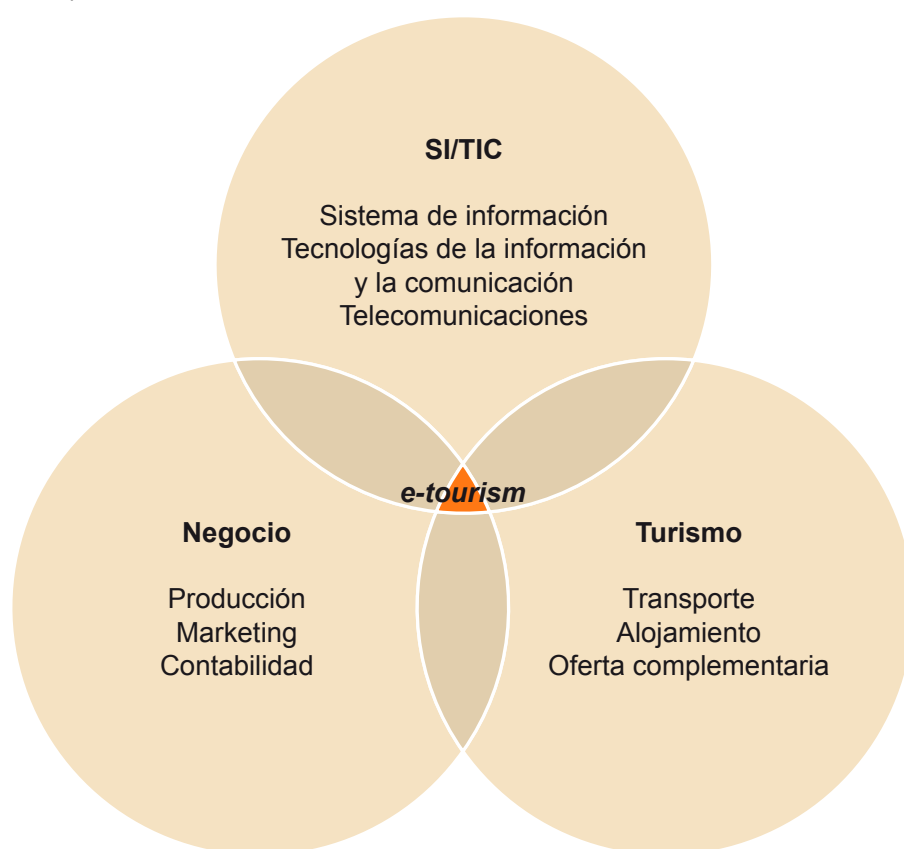 SI/TIC
Sistema de información
Tecnologías de la información
y la comunicación
Telecomunicaciones
e-tourism
Negocio
Producción
Marketing
Contabilidad
Turismo
Transporte
Alojamiento
Oferta complementaria